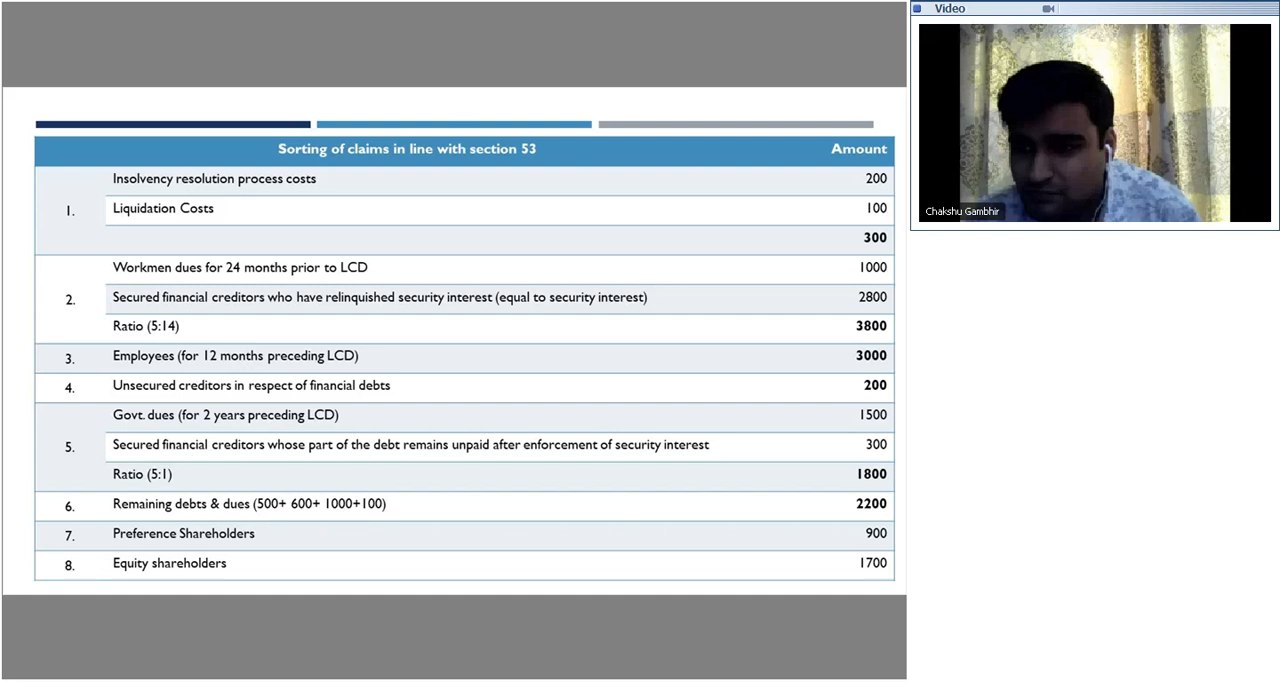 Video
Sorting of claims in line with section 53 Amount
1.
Insolvency resolution process costs 200
Liquidation Costs 100
300
2.
Workmen dues for 24 months prior to LCD 1000
Secured financial creditors who have relinquished security interest (equal to security interest) 2800
Ratio (5:14) 3800
3. Employees (for 12 months preceding LCD) 3000
4. Unsecured creditors in respect of financial debts 200
5.
Govt. dues (for 2 years preceding LCD) 1500
Secured financial creditors whose part of the debt remains unpaid after enforcement of security interest 300
Ratio (5:1) 1800
6. Remaining debts & dues (500+ 600+ 1000+100) 2200
7. Preference Shareholders 900
8. Equity shareholders 1700
Chakshu Gambhir